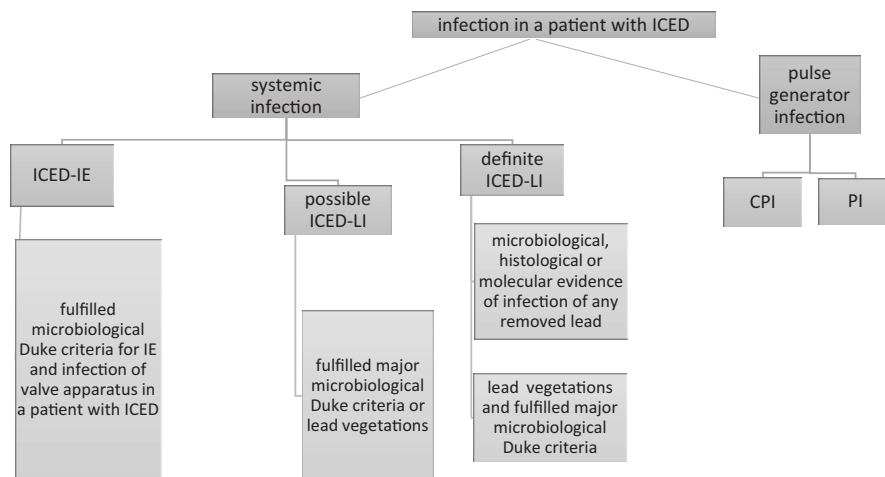 infection in a patient with ICED
systemic
infection
pulse
generator
infection
ICED-IE
possible
ICED-LI
definite
ICED-LI
CPI
PI
fulfilled
microbiological
Duke criteria for IE
and infection of
valve apparatus in
a patient with ICED
fulfilled major
microbiological
Duke criteria or
lead vegetations
microbiological,
histological or
molecular evidence
of infection of any
removed lead
lead vegetations
and fulfilled major
microbiological
Duke criteria